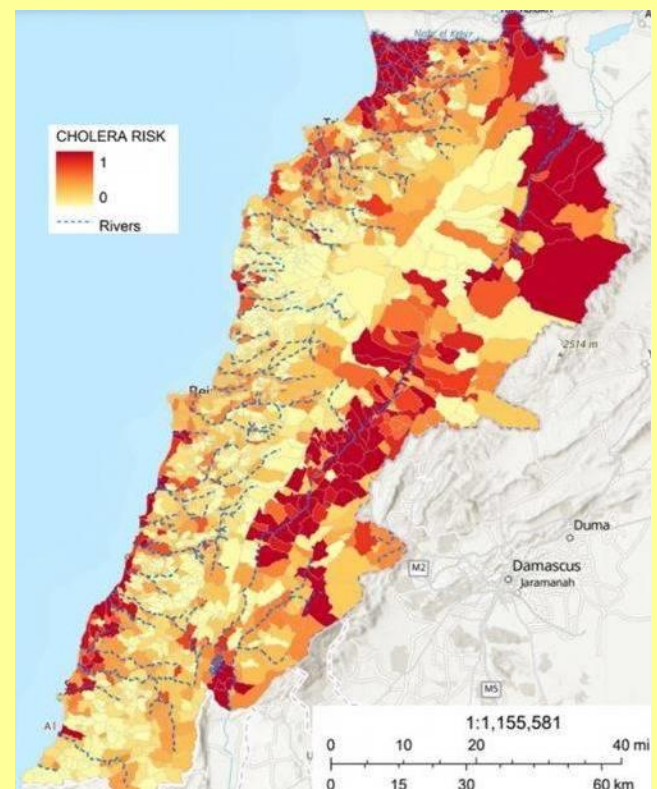 Nahr el Kebir
CHOLERA RISK
1
0
Rivers
2514 m
Duma
M2
Damascus
Jaramanah
M5
A1
1:1,155,581
0 10 20 40 mi
0 15 30 60 km